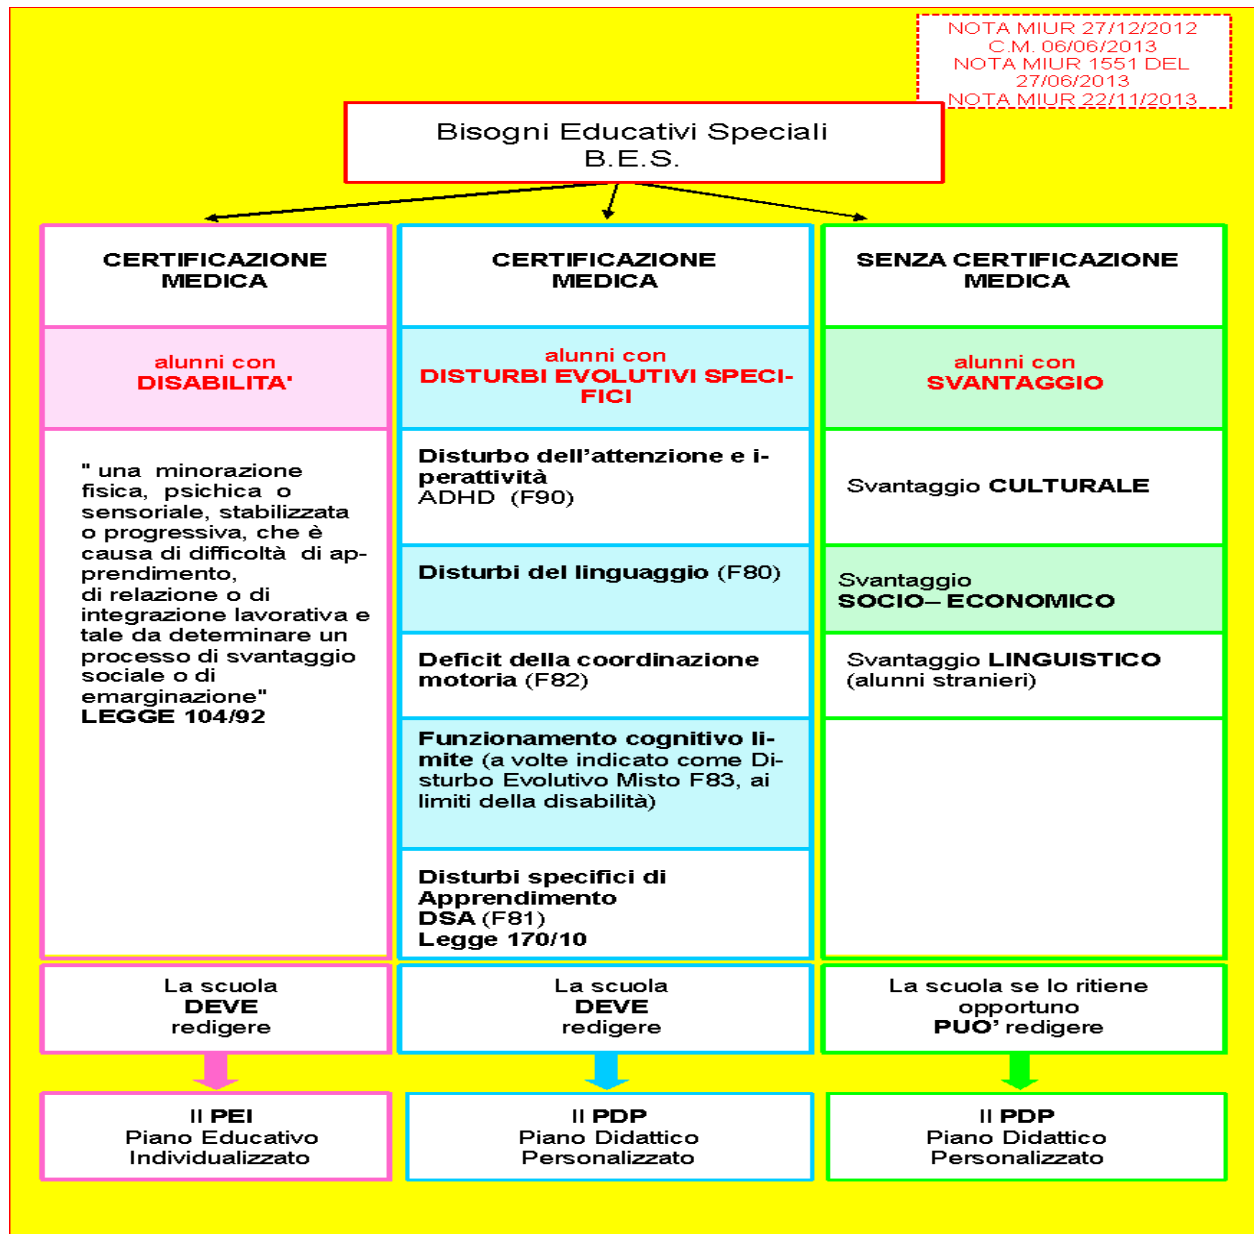 NOTA MIUR 27/12/2012
C.M. 06/06/2013
NOTA MIUR 1551 DEL
27/06/2013
NOTA MIUR 22/11/2013
Bisogni Educativi Speciali
B.E.S.
CERTIFICAZIONE
MEDICA
alunni con
DISABILITA'
" una minorazione
fisica, psichica o
sensoriale, stabilizzata
o progressiva, che è
causa di difficoltà di ap-
prendimento,
di relazione o di
integrazione lavorativa e
tale da determinare un
processo di svantaggio
sociale o di
emarginazione"
LEGGE 104/92
La scuola
DEVE
redigere
Il PEI
Piano Educativo
Individualizzato
CERTIFICAZIONE
MEDICA
alunni con
DISTURBI EVOLUTIVI SPECI-
FICI
Disturbo dell’attenzione e i-
perattività
ADHD (F90)
Disturbi del linguaggio (F80)
Deficit della coordinazione
motoria (F82)
Funzionamento cognitivo li-
mite (a volte indicato come Di-
sturbo Evolutivo Misto F83, ai
limiti della disabilità)
Disturbi specifici di
Apprendimento
DSA (F81)
Legge 170/10
La scuola
DEVE
redigere
Il PDP
Piano Didattico
Personalizzato
SENZA CERTIFICAZIONE
MEDICA
alunni con
SVANTAGGIO
Svantaggio CULTURALE
Svantaggio
SOCIO– ECONOMICO
Svantaggio LINGUISTICO
(alunni stranieri)
La scuola se lo ritiene
opportuno
PUO’ redigere
Il PDP
Piano Didattico
Personalizzato